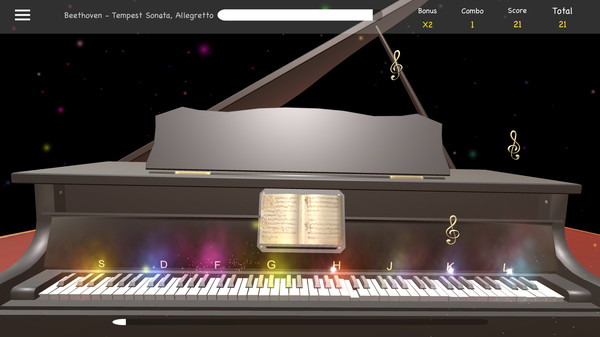 Beethoven - Tempest Sonata, Allegretto
Bonus Combo Score Total
X2 1 21 21
S D F G H J K L